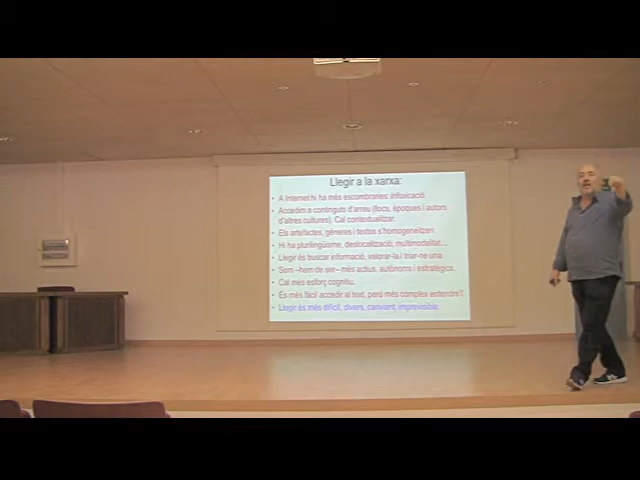 Llegir a la xarxa:
• A Internet hi ha més escombraries: infoxicació.
• Accedim a continguts d'arreu (llocs, èpoques i autors
d'altres cultures). Cal contextualitzar.
• Els artefactes, gèneres i textos s'homogeneïtzen.
• Hi ha plurilingüisme, deslocalització, multimodalitat...
• Llegir és buscar informació, valorar-la i triar-ne una.
• Som –hem de ser– més actius, autònoms i estratègics.
• Cal més esforç cognitiu.
• És més fàcil accedir al text, però més complex entendre'l.
• Llegir és més difícil, divers, canviant, imprevisible.